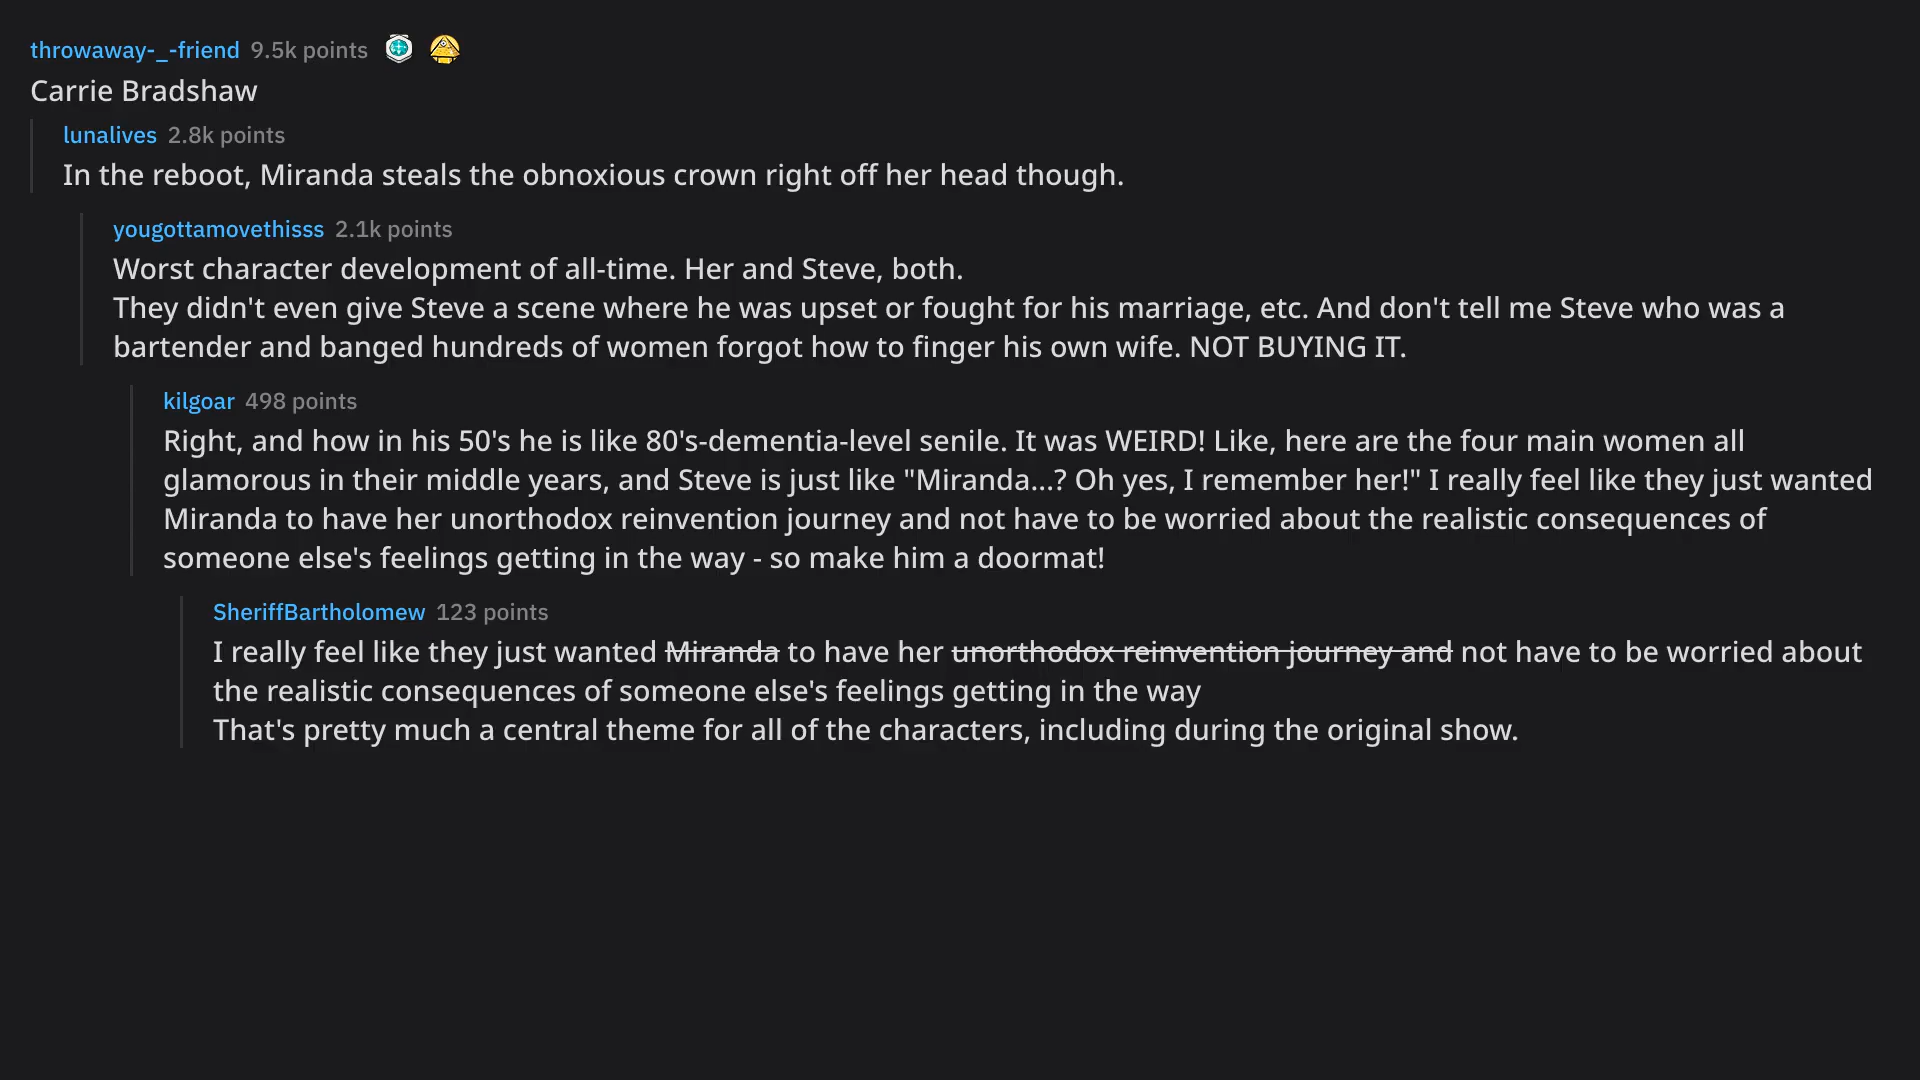 throwaway-_-friend 9.5k points
Carrie Bradshaw
lunalives 2.8k points
In the reboot, Miranda steals the obnoxious crown right off her head though.
yougottamovethisss 2.1k points
Worst character development of all-time. Her and Steve, both.
They didn't even give Steve a scene where he was upset or fought for his marriage, etc. And don't tell me Steve who was a
bartender and banged hundreds of women forgot how to finger his own wife. NOT BUYING IT.
kilgoar 498 points
Right, and how in his 50's he is like 80's-dementia-level senile. It was WEIRD! Like, here are the four main women all
glamorous in their middle years, and Steve is just like "Miranda...? Oh yes, I remember her!" I really feel like they just wanted
Miranda to have her unorthodox reinvention journey and not have to be worried about the realistic consequences of
someone else's feelings getting in the way - so make him a doormat!
SheriffBartholomew 123 points
I really feel like they just wanted Miranda to have her unorthodox reinvention journey and not have to be worried about
the realistic consequences of someone else's feelings getting in the way
That's pretty much a central theme for all of the characters, including during the original show.